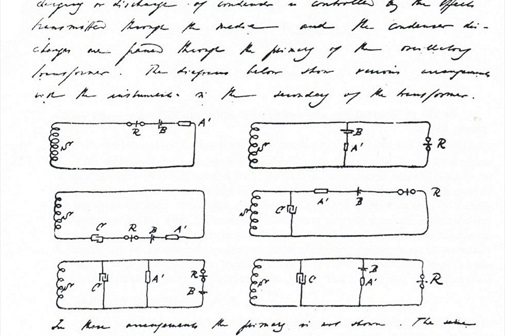 charging or discharge of condenser is controlled by the effects
transmitted through the media and the condenser dis-
charges are passed through the primary of the oscillatory
transformer. The diagrams below show various arrangements
with the instruments in the secondary of the transformer.
S R B A'
S B A' R
S C R B A'
S C A' B R
S C A' R B
S C B A' R
In these arrangements the primary is not shown. The